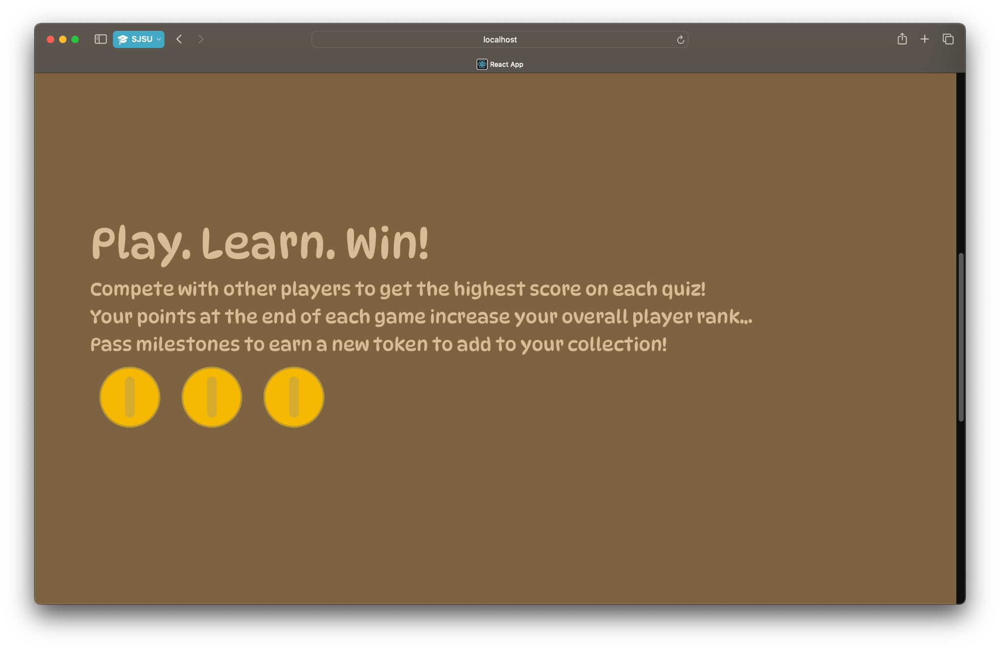 SJSU
localhost
React App
Play. Learn. Win!
Compete with other players to get the highest score on each quiz!
Your points at the end of each game increase your overall player rank...
Pass milestones to earn a new token to add to your collection!